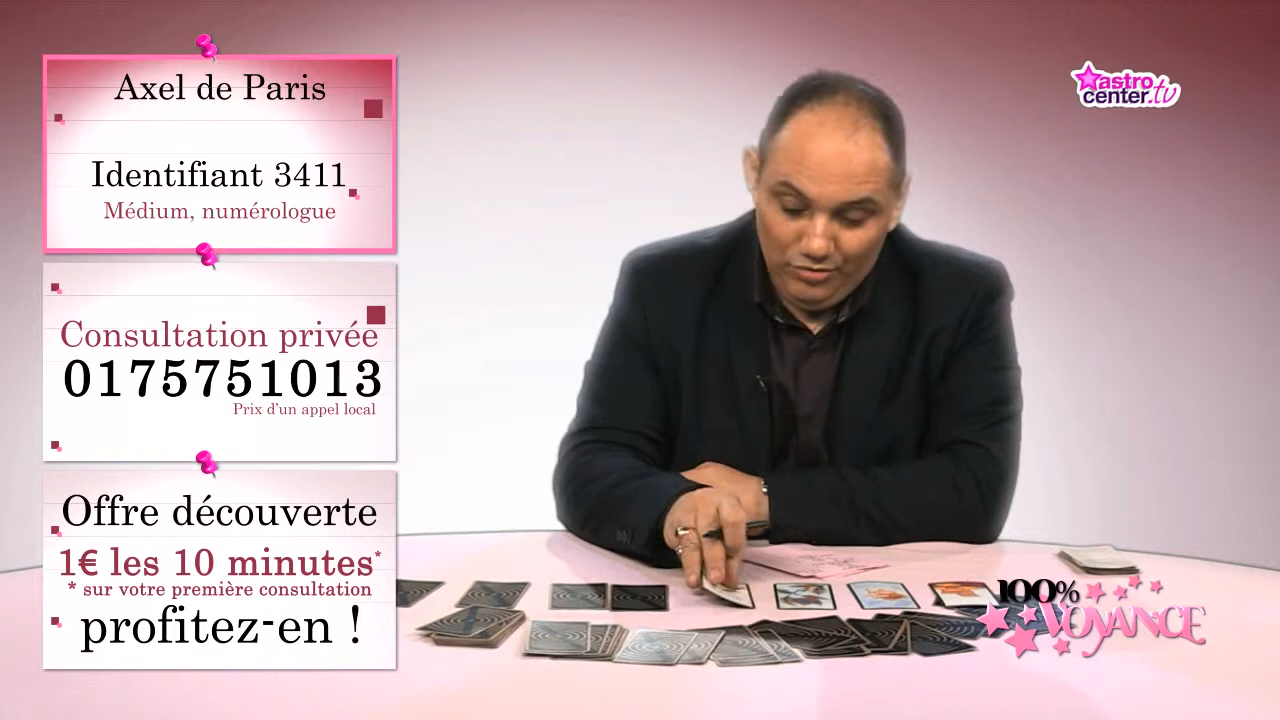 Axel de Paris
Identifiant 3411
Médium, numérologue
Consultation privée
0175751013
Prix d'un appel local
Offre découverte
1€ les 10 minutes*
* sur votre première consultation
profitez-en !
astro
center.tv
100%
VOYANCE